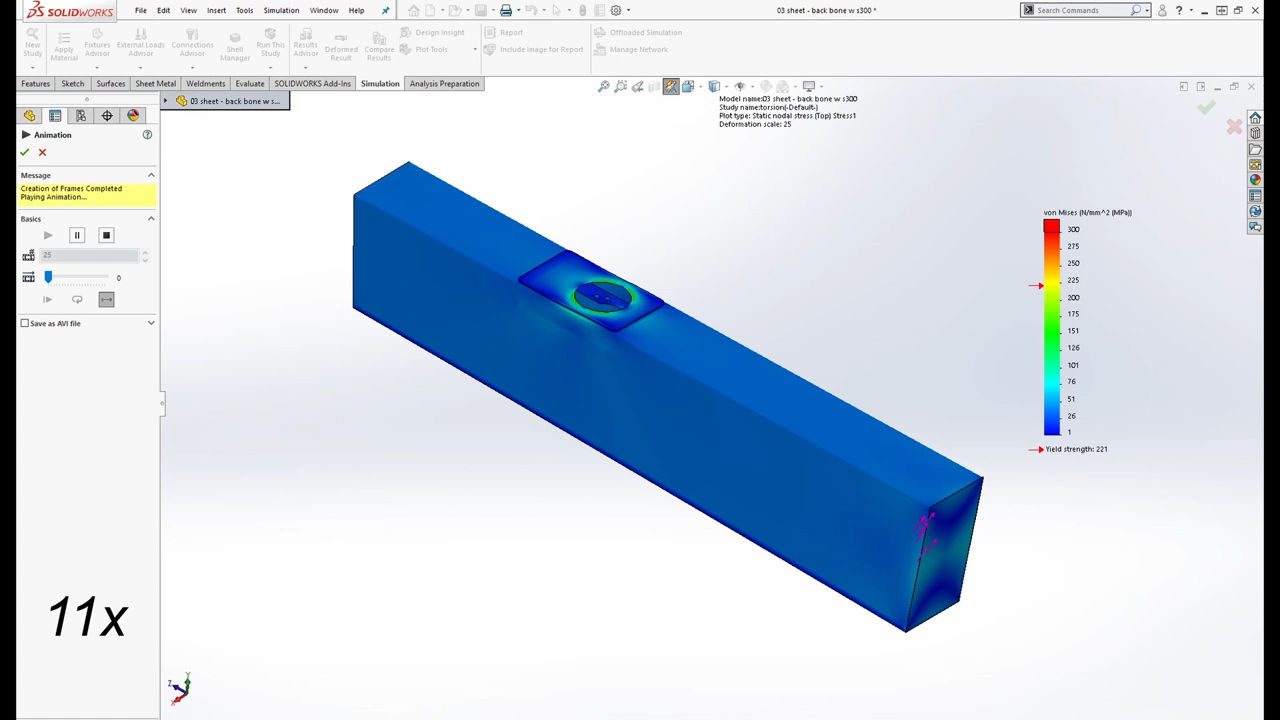 SOLIDWORKS
File Edit View Insert Tools Simulation Window Help
03 sheet - back bone w s300 *
Search Commands
New Study
Apply Material
Fixtures Advisor
External Loads Advisor
Connections Advisor
Shell Manager
Run This Study
Results Advisor
Deformed Result
Compare Results
Design Insight
Plot Tools
Report
Include Image for Report
Offloaded Simulation
Manage Network
Features Sketch Surfaces Sheet Metal Weldments Evaluate SOLIDWORKS Add-Ins Simulation Analysis Preparation
03 sheet - back bone w s...
Model name:03 sheet - back bone w s300
Study name:torsion(-Default-)
Plot type: Static nodal stress (Top) Stress1
Deformation scale: 25
Animation
Message
Creation of Frames Completed
Playing Animation...
Basics
25
0
Save as AVI file
von Mises (N/mm^2 (MPa))
300
275
250
225
200
175
151
126
101
76
51
26
1
Yield strength: 221
11x
Y
Z
X